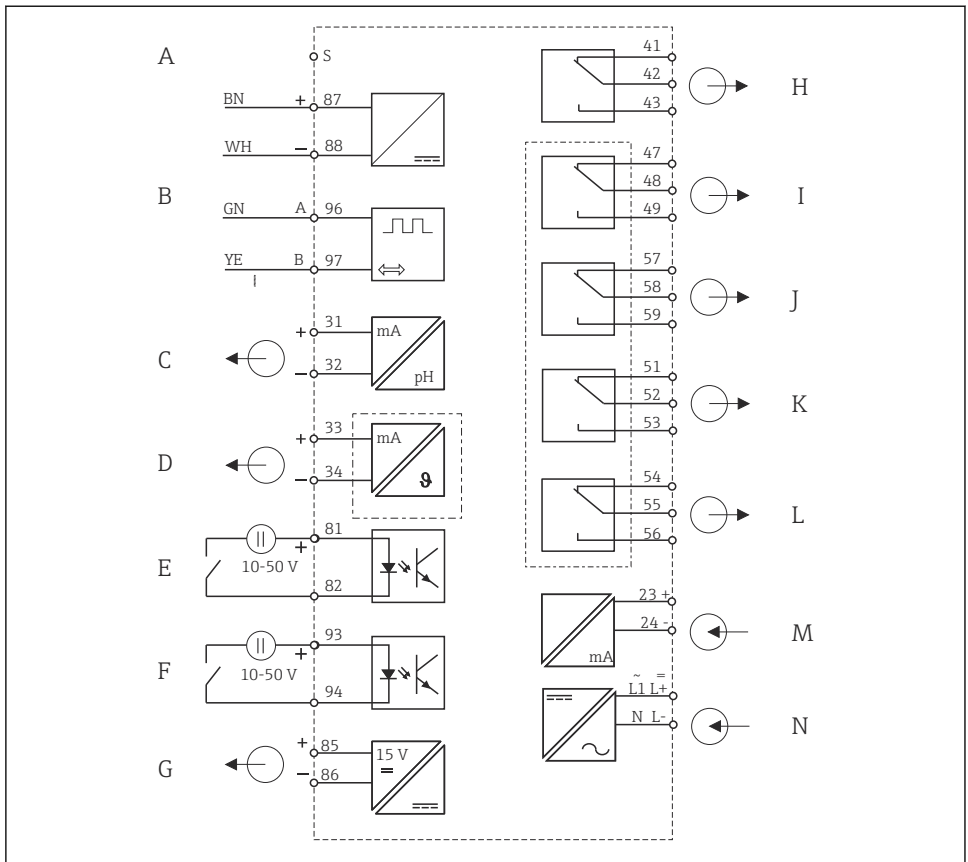 A
S
BN + 87
WH − 88
B
GN A 96
YE B 97
C
+ 31 mA
− 32 pH
D
+ 33 mA
− 34 ϑ
E
81
+
10-50 V
82
F
93
+
10-50 V
94
G
+ 85 15 V
− 86
41
42
43
H
47
48
49
I
57
58
59
J
51
52
53
K
54
55
56
L
23 +
24 -
mA
M
~ =
L1 L+
N L-
N